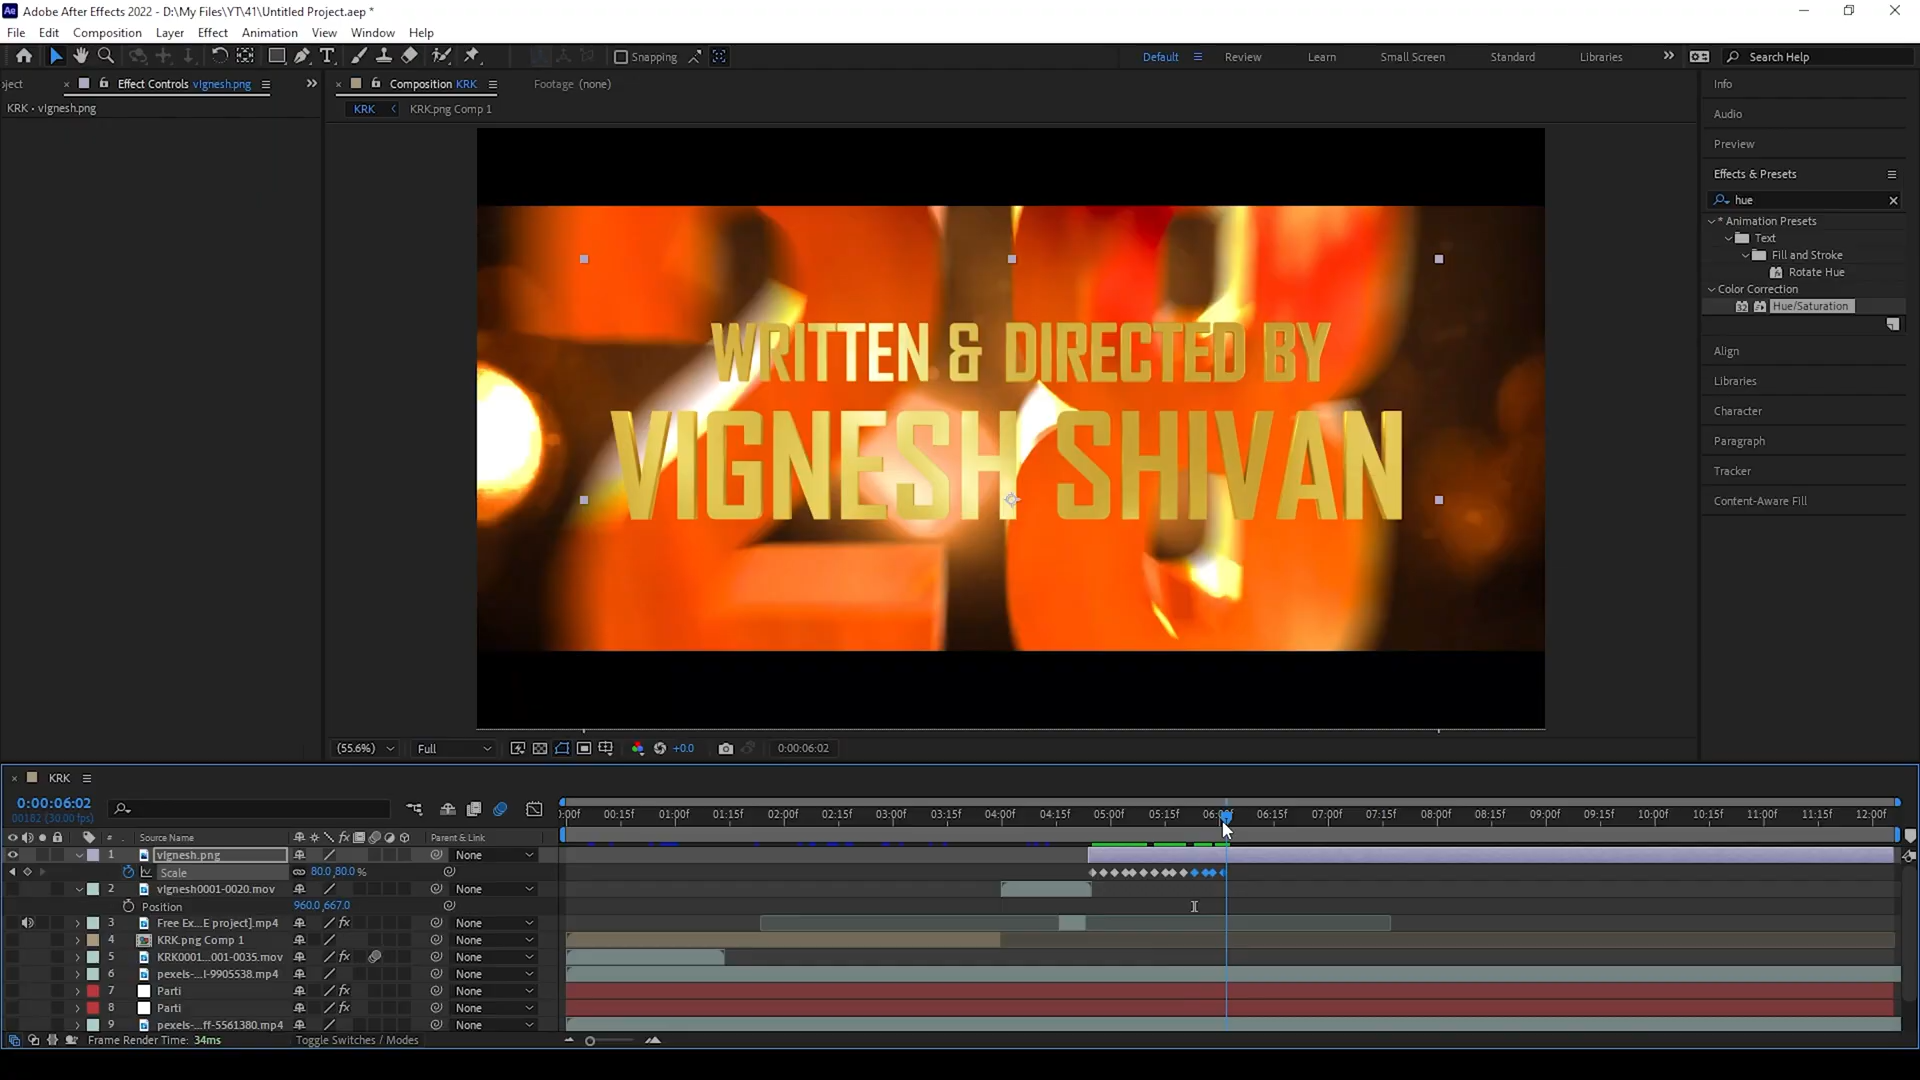 Adobe After Effects 2022 - D:\My Files\YT\41\Untitled Project.aep *
File Edit Composition Layer Effect Animation View Window Help
Snapping
Default Review Learn Small Screen Standard Libraries Search Help
oject Effect Controls vIgnesh.png
KRK • vIgnesh.png
Composition KRK Footage (none)
KRK KRK.png Comp 1
WRITTEN & DIRECTED BY
VIGNESH SHIVAN
(55.6%) Full +0.0 0:00:06:02
Info
Audio
Preview
Effects & Presets
hue
* Animation Presets
Text
Fill and Stroke
Rotate Hue
Color Correction
Hue/Saturation
Align
Libraries
Character
Paragraph
Tracker
Content-Aware Fill
KRK
0:00:06:02
00182 (30.00 fps)
:00f 00:15f 01:00f 01:15f 02:00f 02:15f 03:00f 03:15f 04:00f 04:15f 05:00f 05:15f 06:00f 06:15f 07:00f 07:15f 08:00f 08:15f 09:00f 09:15f 10:00f 10:15f 11:00f 11:15f 12:00f
# Source Name Parent & Link
1 vIgnesh.png None
Scale 80.0,80.0%
2 vIgnesh0001-0020.mov None
Position 960.0,667.0
3 Free Ex...E project].mp4 None
4 KRK.png Comp 1 None
5 KRK0001...001-0035.mov None
6 pexels-...l-9905538.mp4 None
7 Parti None
8 Parti None
9 pexels-...ff-5561380.mp4 None
Frame Render Time: 34ms Toggle Switches / Modes